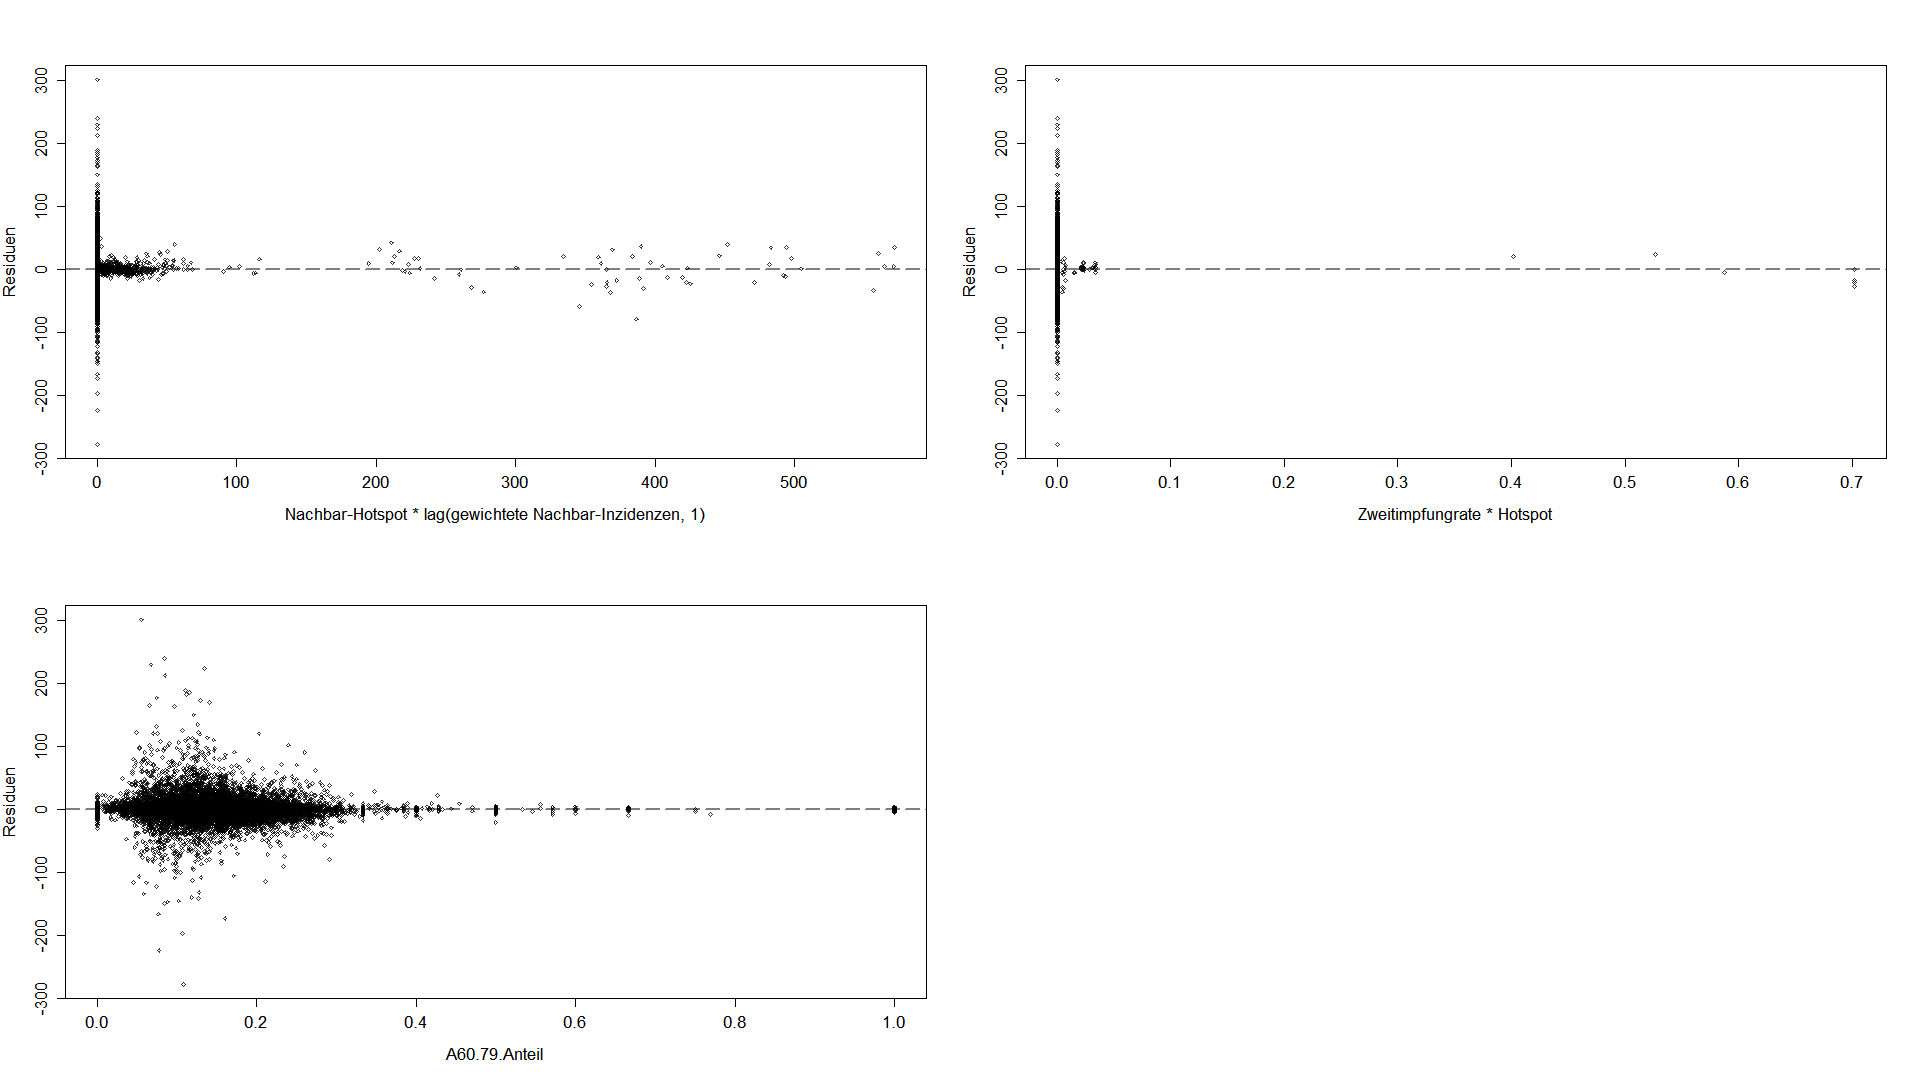 300
200
100
0
-100
-200
-300
Residuen
0 100 200 300 400 500
Nachbar-Hotspot * lag(gewichtete Nachbar-Inzidenzen, 1)
300
200
100
0
-100
-200
-300
Residuen
0.0 0.1 0.2 0.3 0.4 0.5 0.6 0.7
Zweitimpfungrate * Hotspot
300
200
100
0
-100
-200
-300
Residuen
0.0 0.2 0.4 0.6 0.8 1.0
A60.79.Anteil